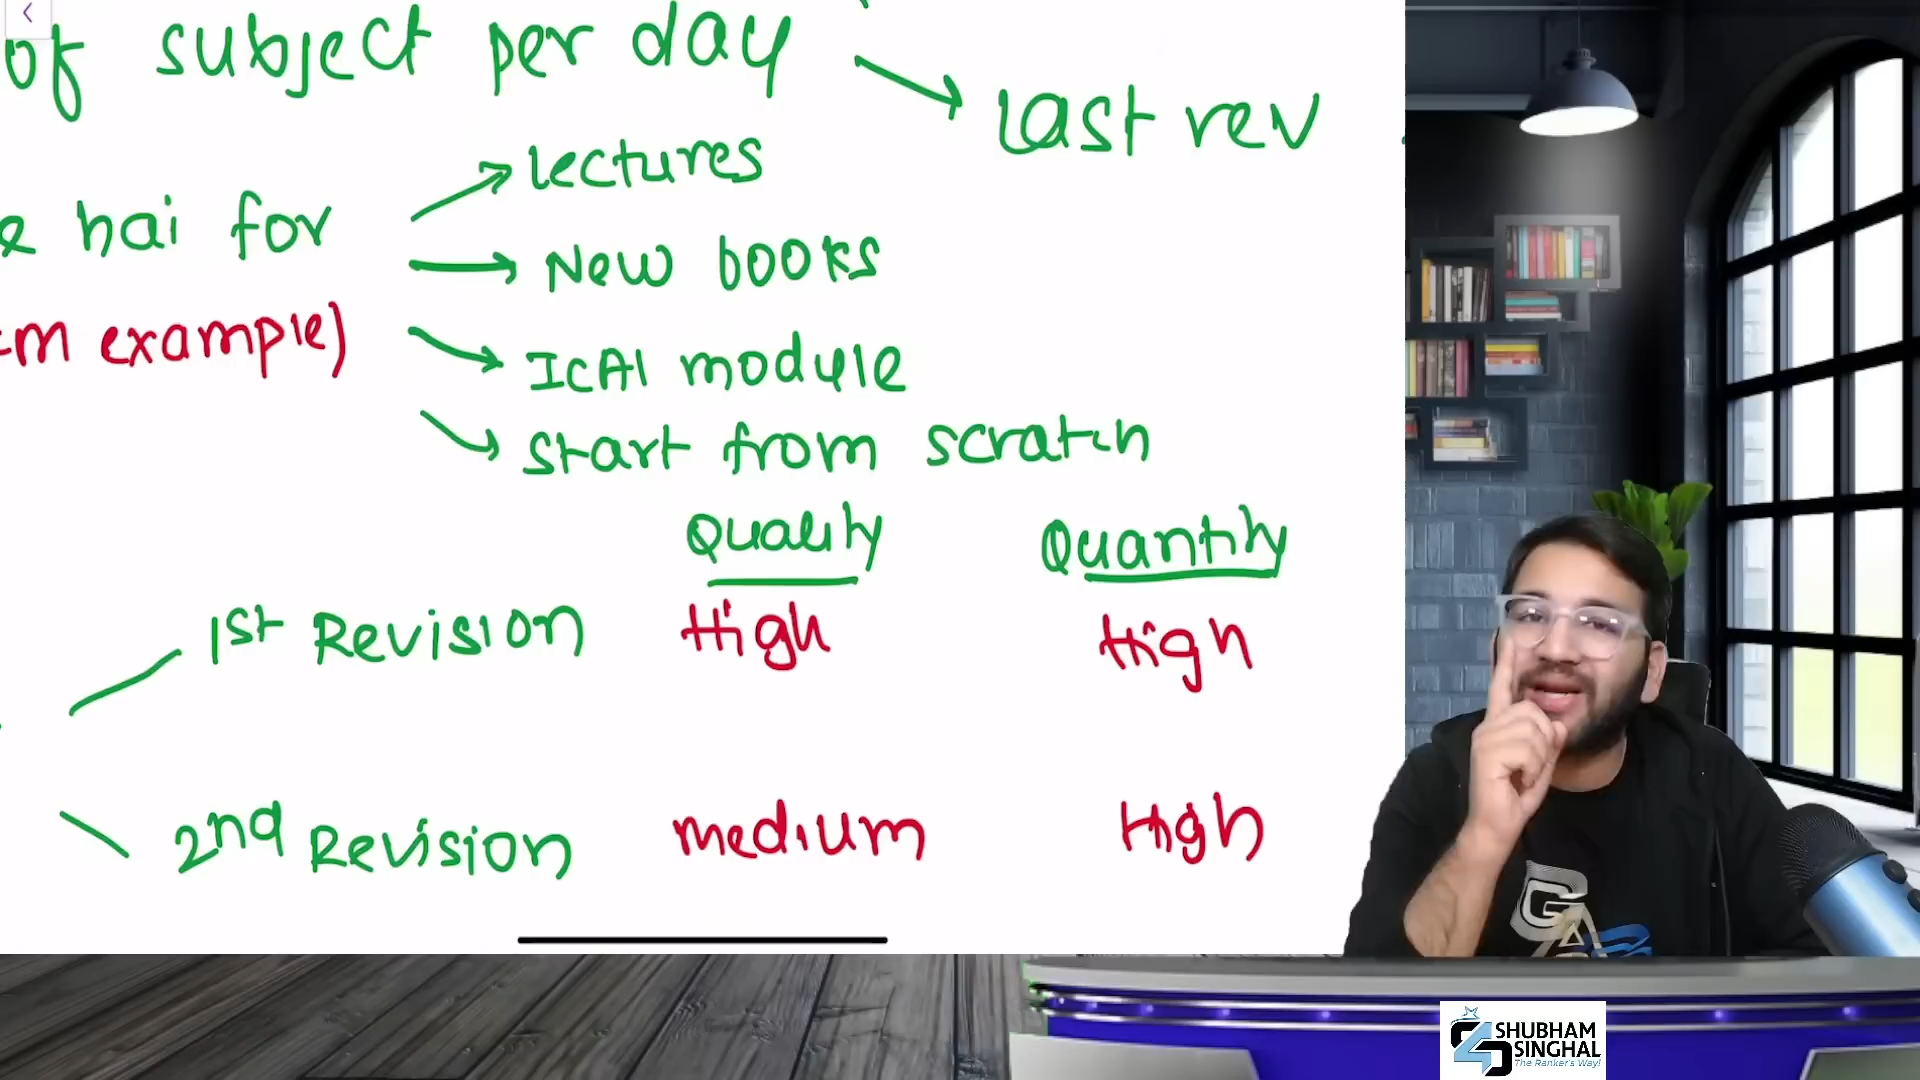 of subject per day
Last rev
Lectures
hai for
New books
example)
ICAI module
Start from scratch
Quality Quantity
1st Revision High High
2nd Revision medium High
SHUBHAM
SINGHAL
The Ranker's Way!